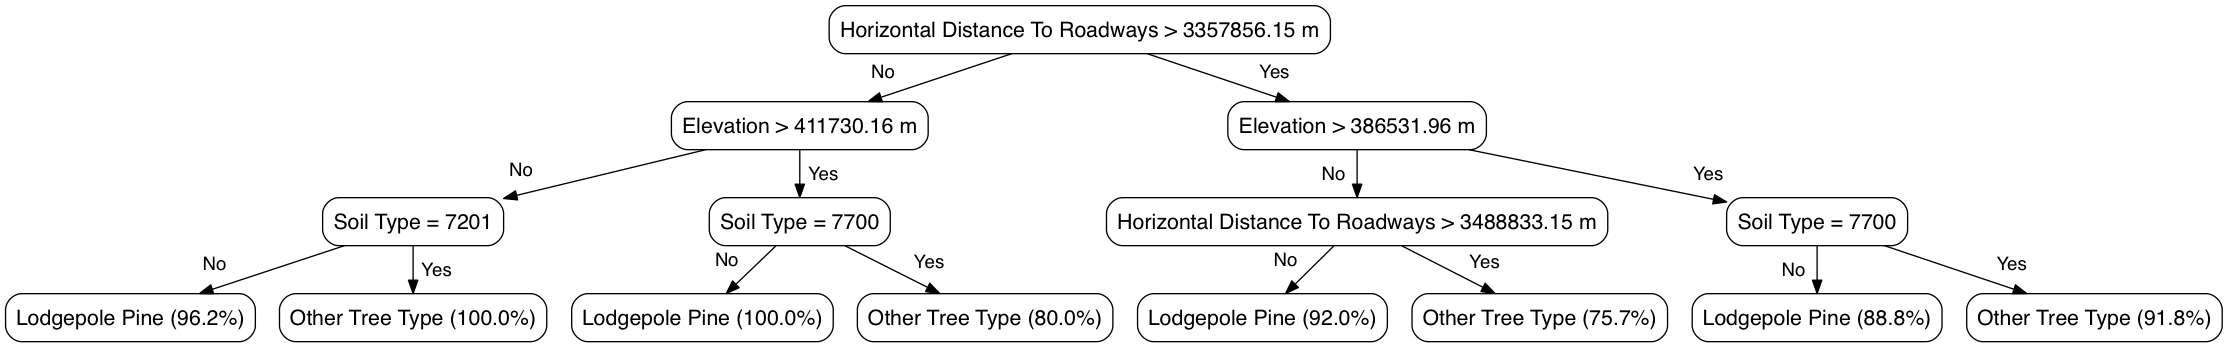 Horizontal Distance To Roadways > 3357856.15 m
No
Yes
Elevation > 411730.16 m
Elevation > 386531.96 m
No
Yes
No
Yes
Soil Type = 7201
Soil Type = 7700
Horizontal Distance To Roadways > 3488833.15 m
Soil Type = 7700
No
Yes
No
Yes
No
Yes
No
Yes
Lodgepole Pine (96.2%)
Other Tree Type (100.0%)
Lodgepole Pine (100.0%)
Other Tree Type (80.0%)
Lodgepole Pine (92.0%)
Other Tree Type (75.7%)
Lodgepole Pine (88.8%)
Other Tree Type (91.8%)